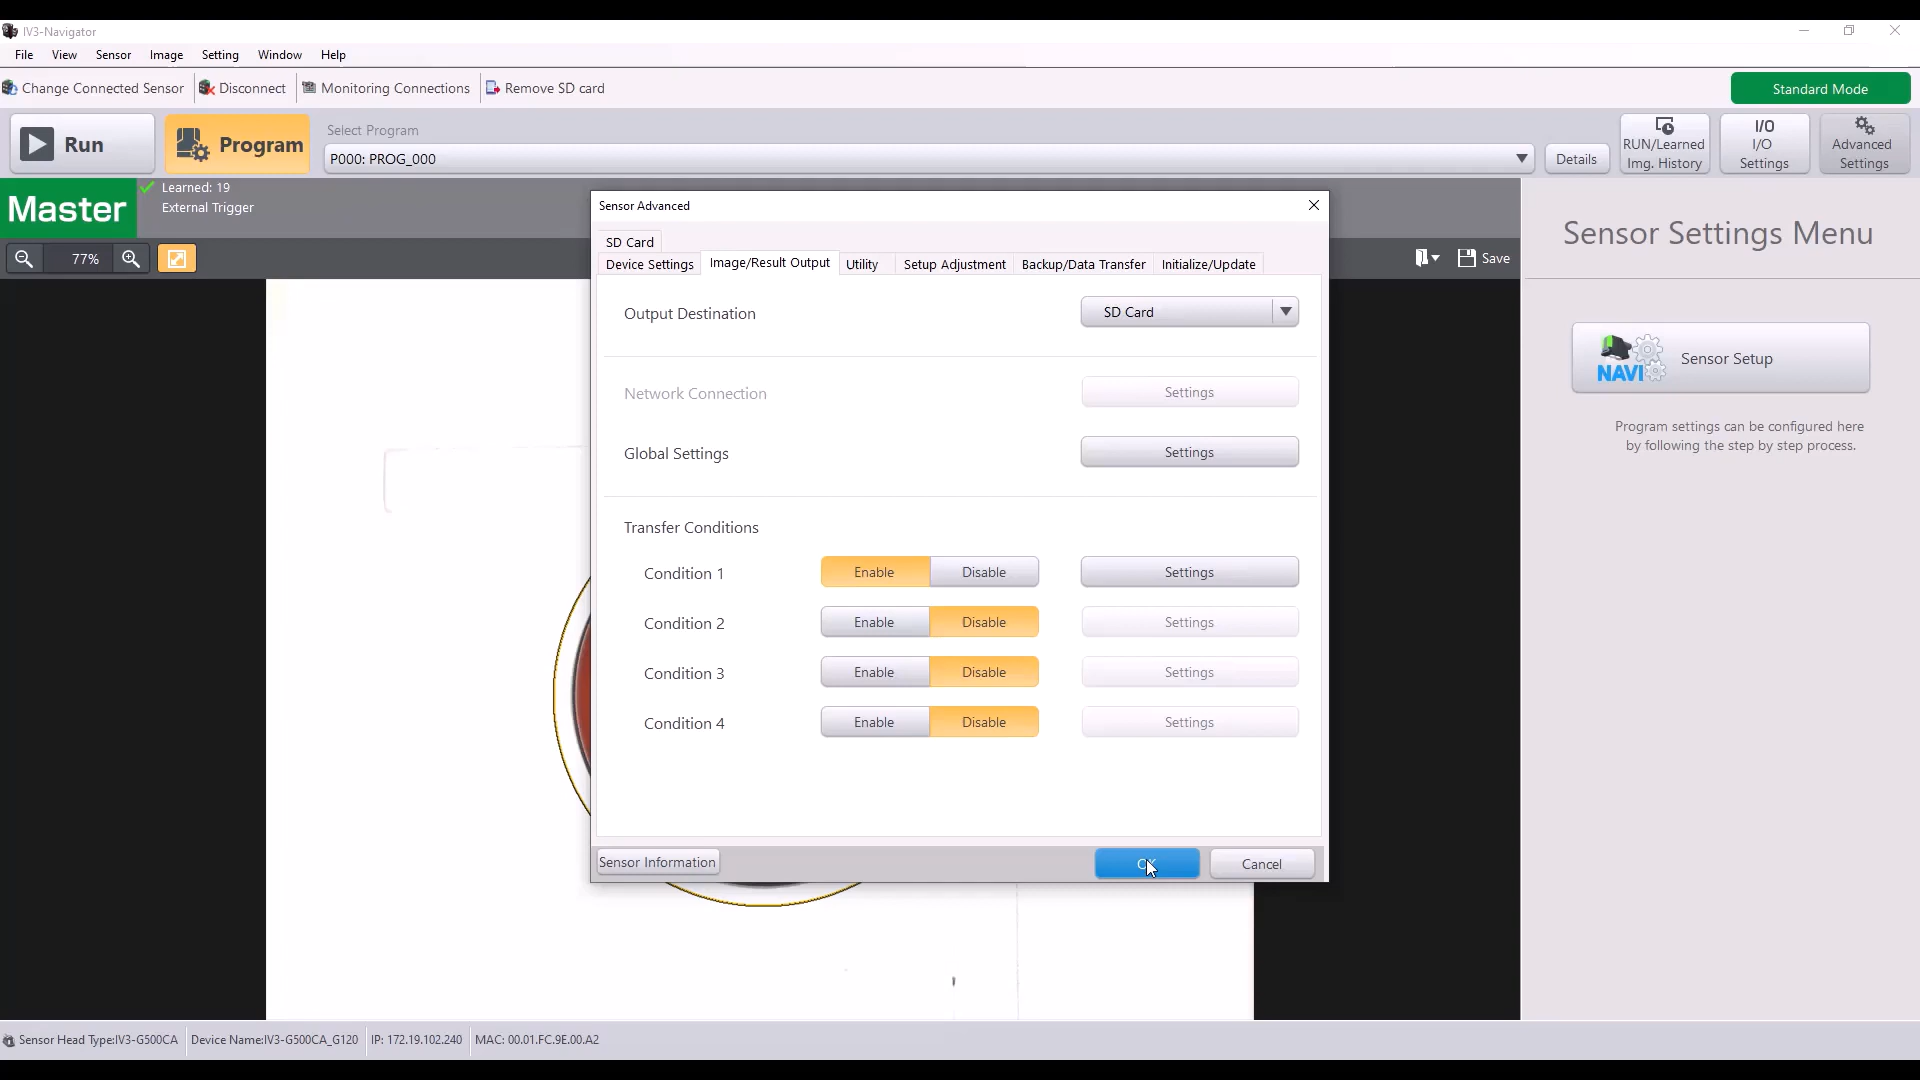 IV3-Navigator
File View Sensor Image Setting Window Help
Change Connected Sensor Disconnect Monitoring Connections Remove SD card
Standard Mode
Run
Program
Select Program
P000: PROG_000
Details
RUN/Learned
Img. History
I/O
I/O
Settings
Advanced
Settings
Master
Learned: 19
External Trigger
77%
Save
Sensor Advanced
SD Card
Device Settings Image/Result Output Utility Setup Adjustment Backup/Data Transfer Initialize/Update
Output Destination SD Card
Network Connection Settings
Global Settings Settings
Transfer Conditions
Condition 1 Enable Disable Settings
Condition 2 Enable Disable Settings
Condition 3 Enable Disable Settings
Condition 4 Enable Disable Settings
Sensor Information OK Cancel
Sensor Settings Menu
NAVI Sensor Setup
Program settings can be configured here
by following the step by step process.
Sensor Head Type:IV3-G500CA Device Name:IV3-G500CA_G120 IP: 172.19.102.240 MAC: 00.01.FC.9E.00.A2